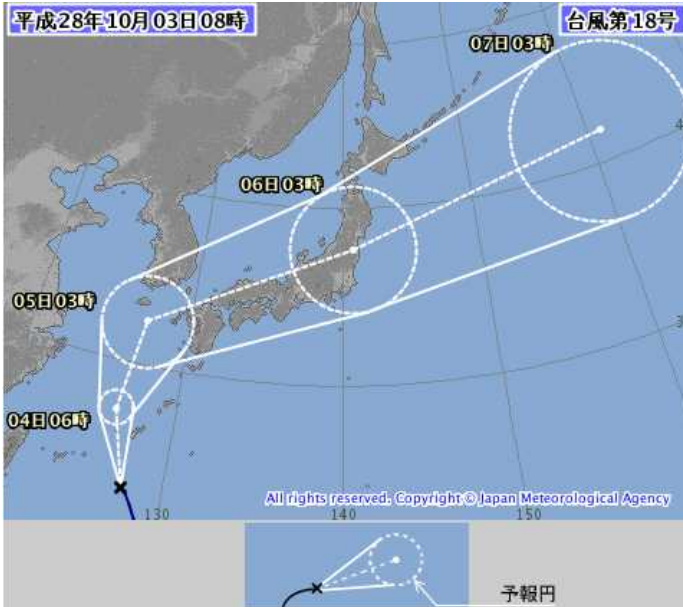 平成28年10月03日08時
台風第18号
07日03時
4
06日03時
05日03時
3
04日06時
All rights reserved. Copyright © Japan Meteorological Agency
130
140
150
予報円